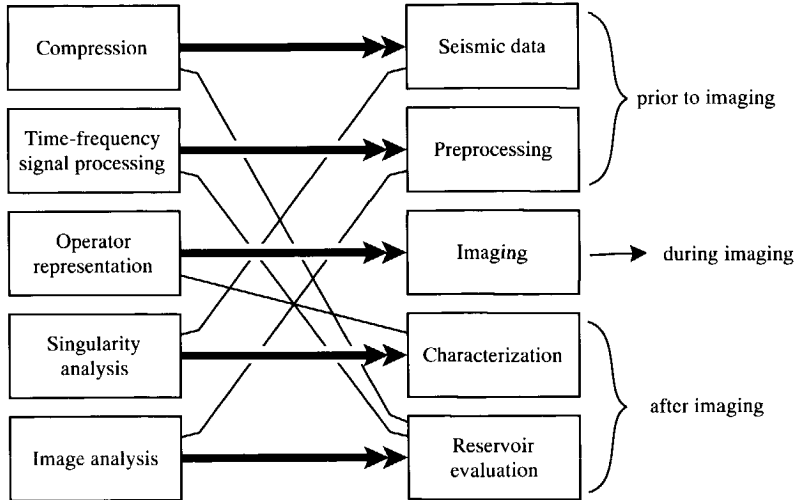 Compression
Seismic data
prior to imaging
Time-frequency
signal processing
Preprocessing
Operator
representation
Imaging
during imaging
Singularity
analysis
Characterization
after imaging
Image analysis
Reservoir
evaluation